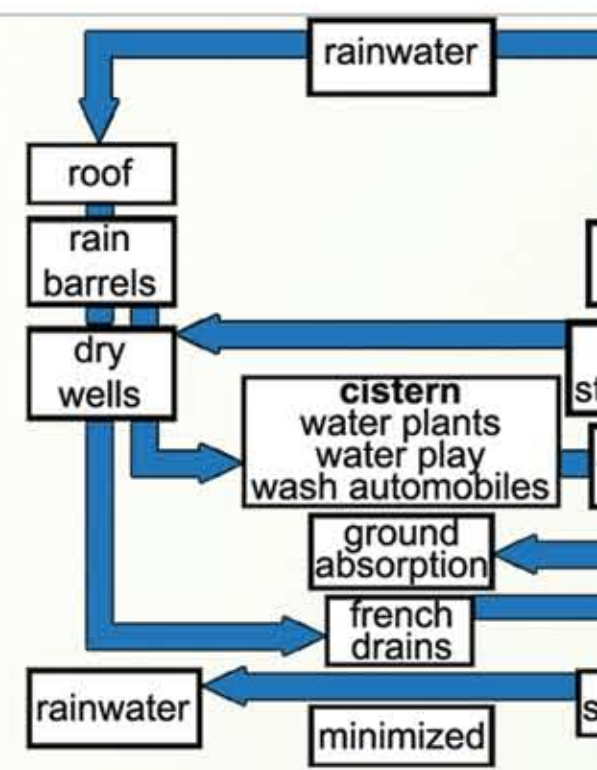 rainwater
roof
rain
barrels
dry
wells
st
cistern
water plants
water play
wash automobiles
ground
absorption
french
drains
rainwater
s
minimized